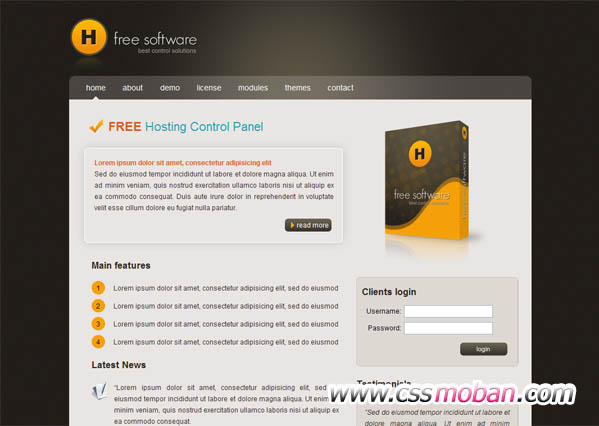 H
free software
best control solutions
home about demo license modules themes contact
FREE Hosting Control Panel
Lorem ipsum dolor sit amet, consectetur adipisicing elit
Sed do eiusmod tempor incididunt ut labore et dolore magna aliqua. Ut enim
ad minim veniam, quis nostrud exercitation ullamco laboris nisi ut aliquip ex
ea commodo consequat. Duis aute irure dolor in reprehenderit in voluptate
velit esse cillum dolore eu fugiat nulla pariatur.
read more
H
free software
best control solutions
Main features
1 Lorem ipsum dolor sit amet, consectetur adipisicing elit, sed do eiusmod
2 Lorem ipsum dolor sit amet, consectetur adipisicing elit, sed do eiusmod
3 Lorem ipsum dolor sit amet, consectetur adipisicing elit, sed do eiusmod
4 Lorem ipsum dolor sit amet, consectetur adipisicing elit, sed do eiusmod
Clients login
Username:
Password:
login
Latest News
"Lorem ipsum dolor sit amet, consectetur adipisicing elit, sed
eiusmod tempor incididunt ut labore et dolore magna aliqua. Ut
enim ad minim veniam, quis nostrud exercitation ullamco laboris
nisi ut aliquip ex ea commodo consequat.
Testimonials
"Sed do eiusmod tempor incididunt ut labore et
www.cssmoban.com